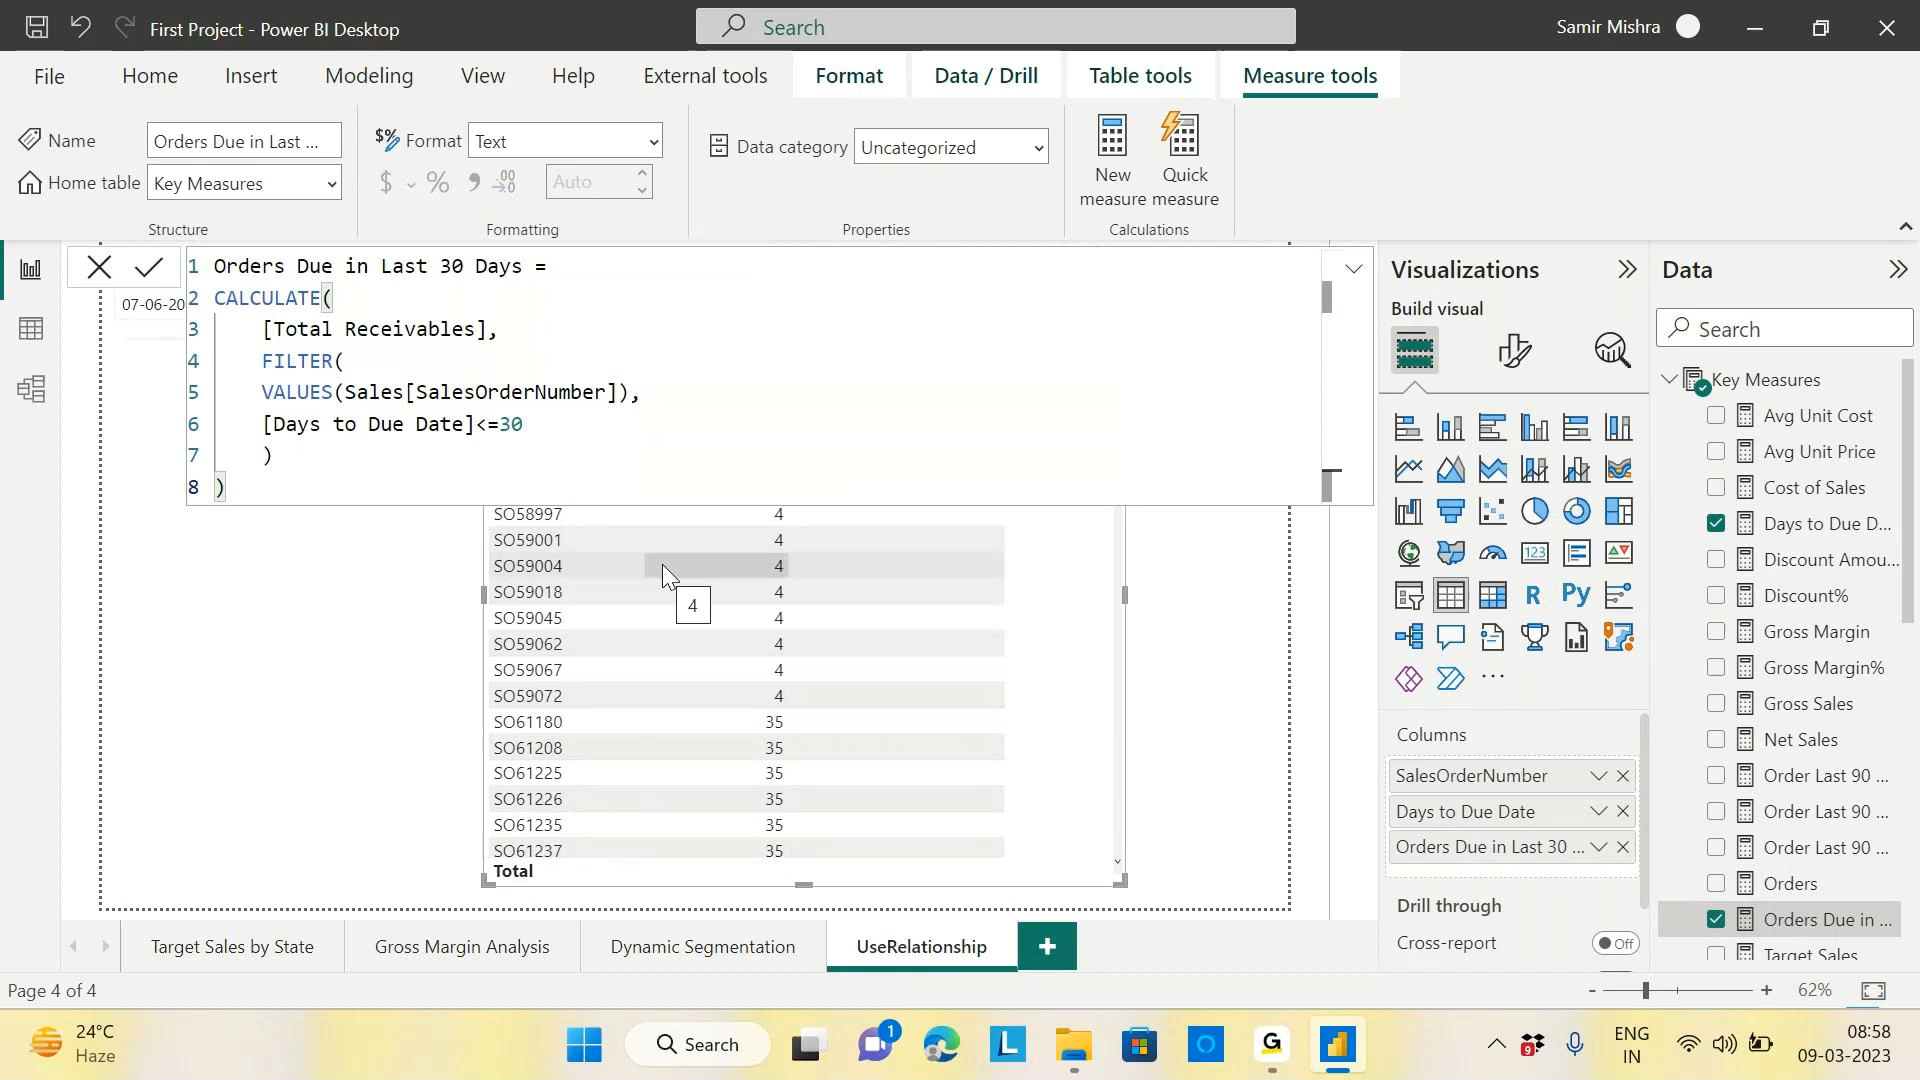 First Project - Power BI Desktop
Search
Samir Mishra
File
Home
Insert
Modeling
View
Help
External tools
Format
Data / Drill
Table tools
Measure tools
Name
Orders Due in Last ...
Home table
Key Measures
Structure
Format
Text
$
%
Auto
Formatting
Data category
Uncategorized
Properties
New measure
Quick measure
Calculations
07-06-20
1 Orders Due in Last 30 Days =
2 CALCULATE(
3 [Total Receivables],
4 FILTER(
5 VALUES(Sales[SalesOrderNumber]),
6 [Days to Due Date]<=30
7 )
8 )
SO58997 4
SO59001 4
SO59004 4
SO59018 4
SO59045 4
SO59062 4
SO59067 4
SO59072 4
SO61180 35
SO61208 35
SO61225 35
SO61226 35
SO61235 35
SO61237 35
Total
4
Visualizations
Build visual
123
R
Py
...
Columns
SalesOrderNumber
Days to Due Date
Orders Due in Last 30 ...
Drill through
Cross-report
Off
Data
Search
Key Measures
Avg Unit Cost
Avg Unit Price
Cost of Sales
Days to Due D...
Discount Amou...
Discount%
Gross Margin
Gross Margin%
Gross Sales
Net Sales
Order Last 90 ...
Order Last 90 ...
Order Last 90 ...
Orders
Orders Due in ...
Target Sales
Target Sales by State
Gross Margin Analysis
Dynamic Segmentation
UseRelationship
+
Page 4 of 4
- + 62%
24°C
Haze
Search
1
L
G
9
ENG
IN
08:58
09-03-2023